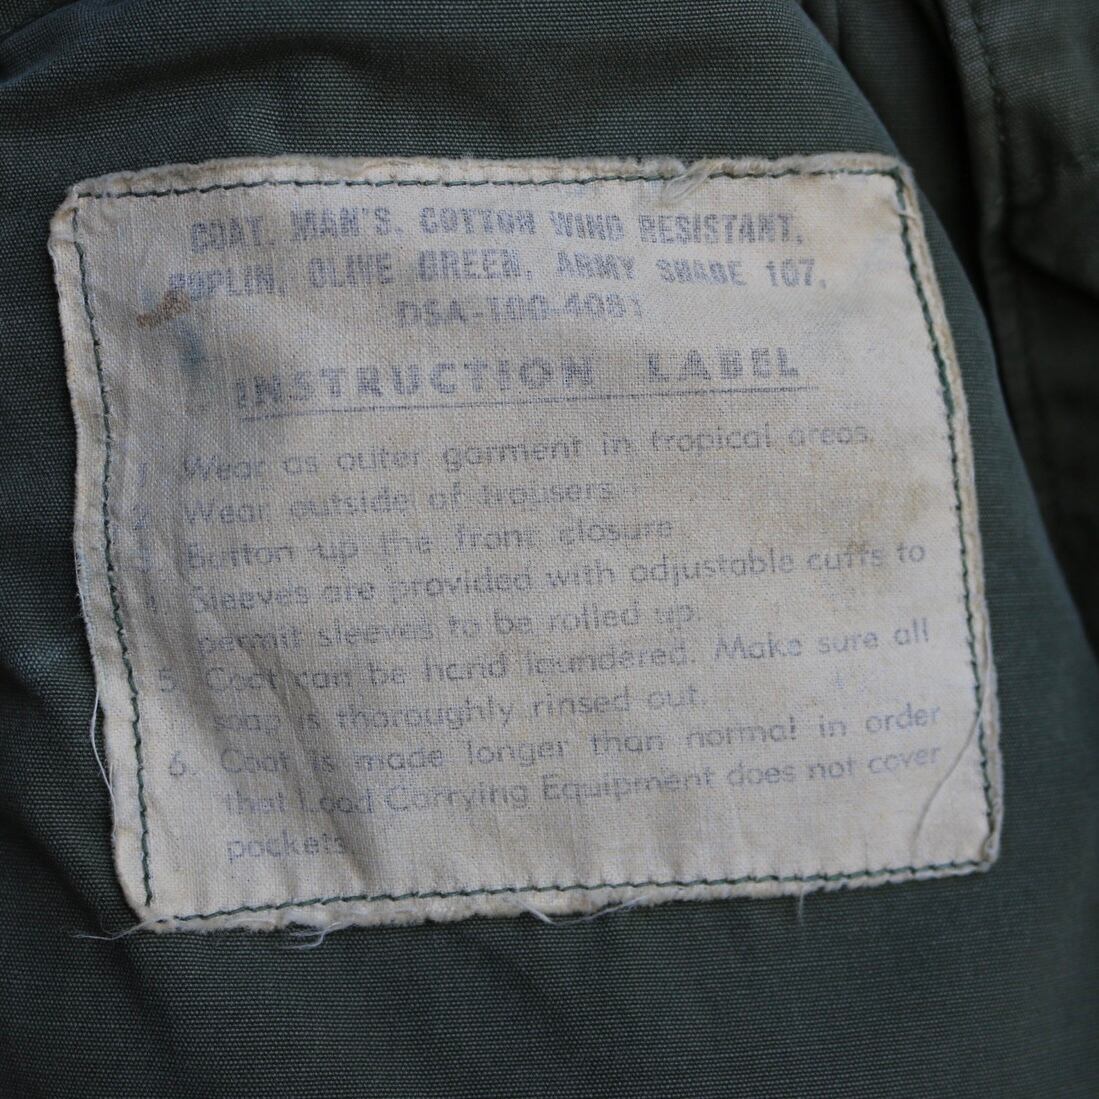 COAT, MAN'S, COTTON WIND RESISTANT,
POPLIN, OLIVE GREEN, ARMY SHADE 107,
DSA-100-4081
INSTRUCTION LABEL
1. Wear as outer garment in tropical areas.
2. Wear outside of trousers.
3. Button up the front closure
4. Sleeves are provided with adjustable cuffs to
permit sleeves to be rolled up.
5. Coat can be hand laundered. Make sure all
soap is thoroughly rinsed out.
6. Coat is made longer than normal in order
that Load Carrying Equipment does not cover
pockets